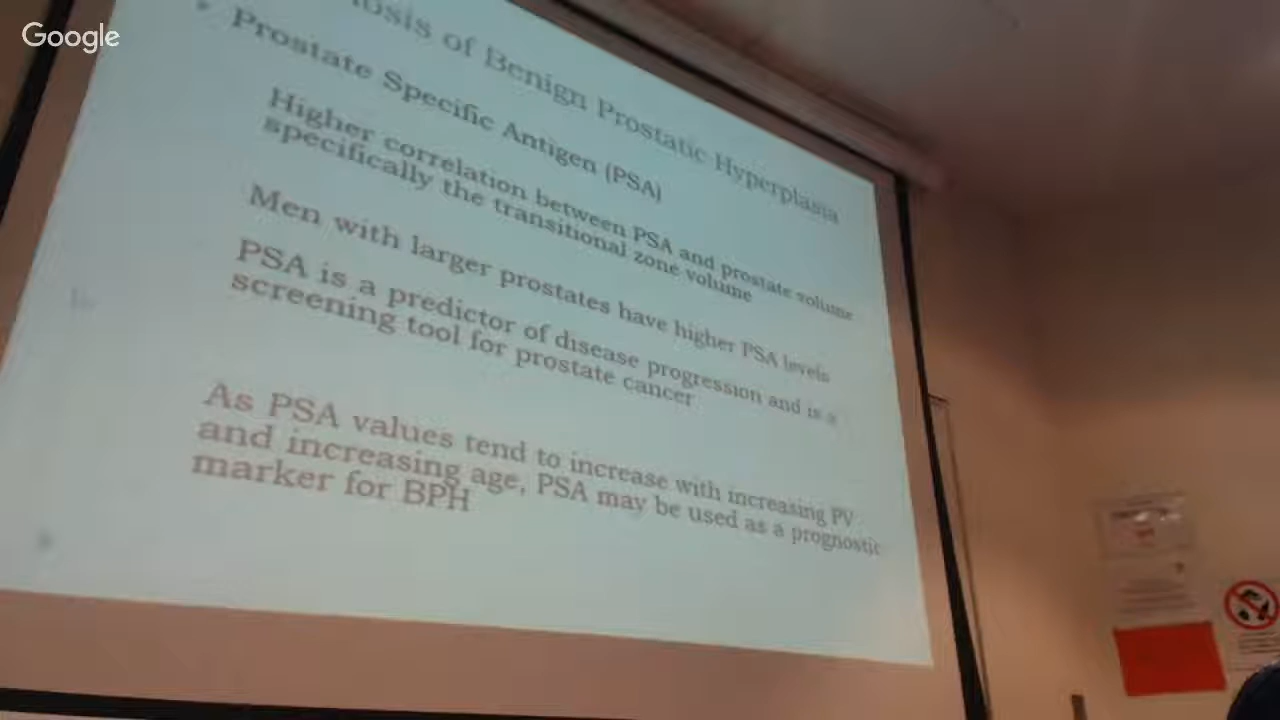 Google
of Benign Prostatic Hyperplasia
Prostate Specific Antigen (PSA)
Higher correlation between PSA and prostate volume
specifically the transitional zone volume
Men with larger prostates have higher PSA levels
PSA is a predictor of disease progression and is a
screening tool for prostate cancer
As PSA values tend to increase with increasing PV
and increasing age, PSA may be used as a prognostic
marker for BPH